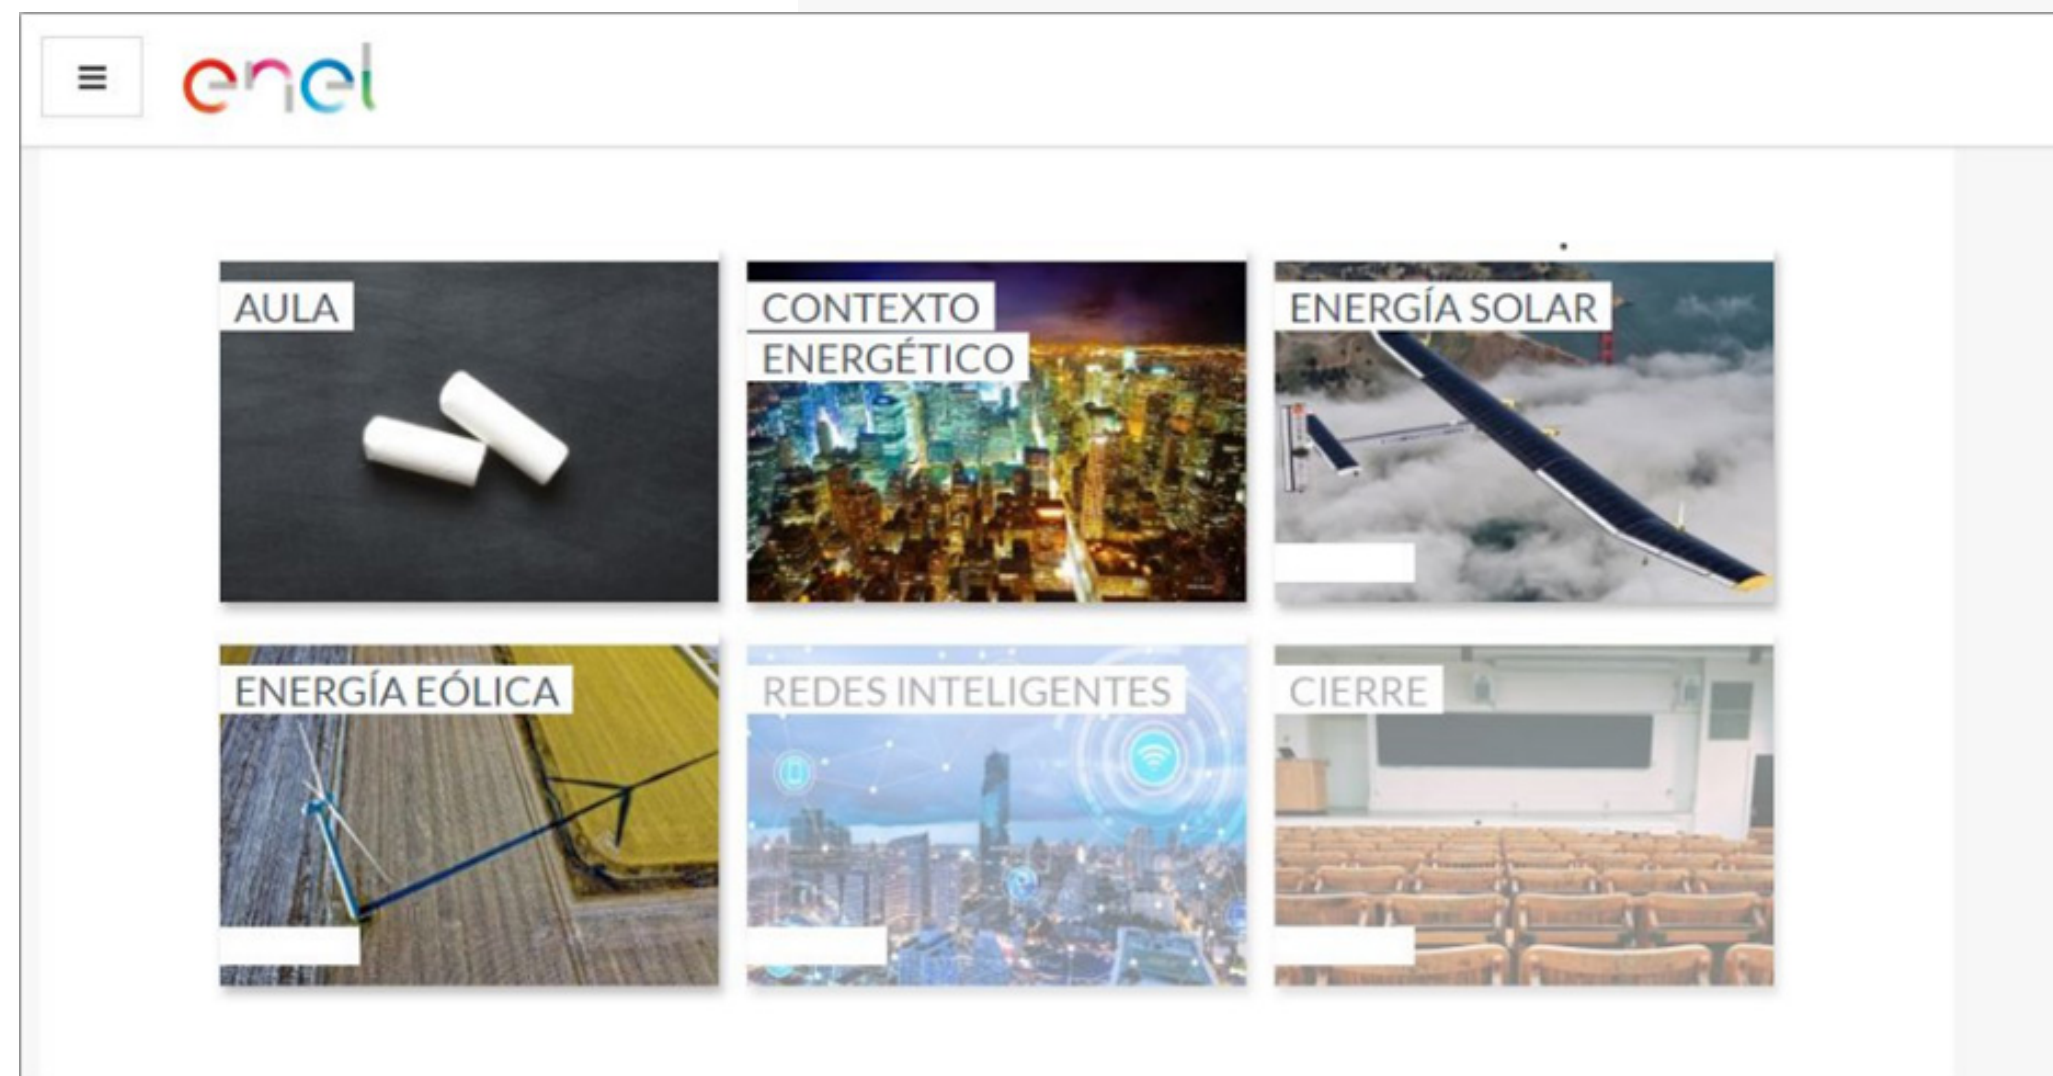 enel
AULA
CONTEXTO
ENERGÉTICO
ENERGÍA SOLAR
ENERGÍA EÓLICA
REDES INTELIGENTES
CIERRE